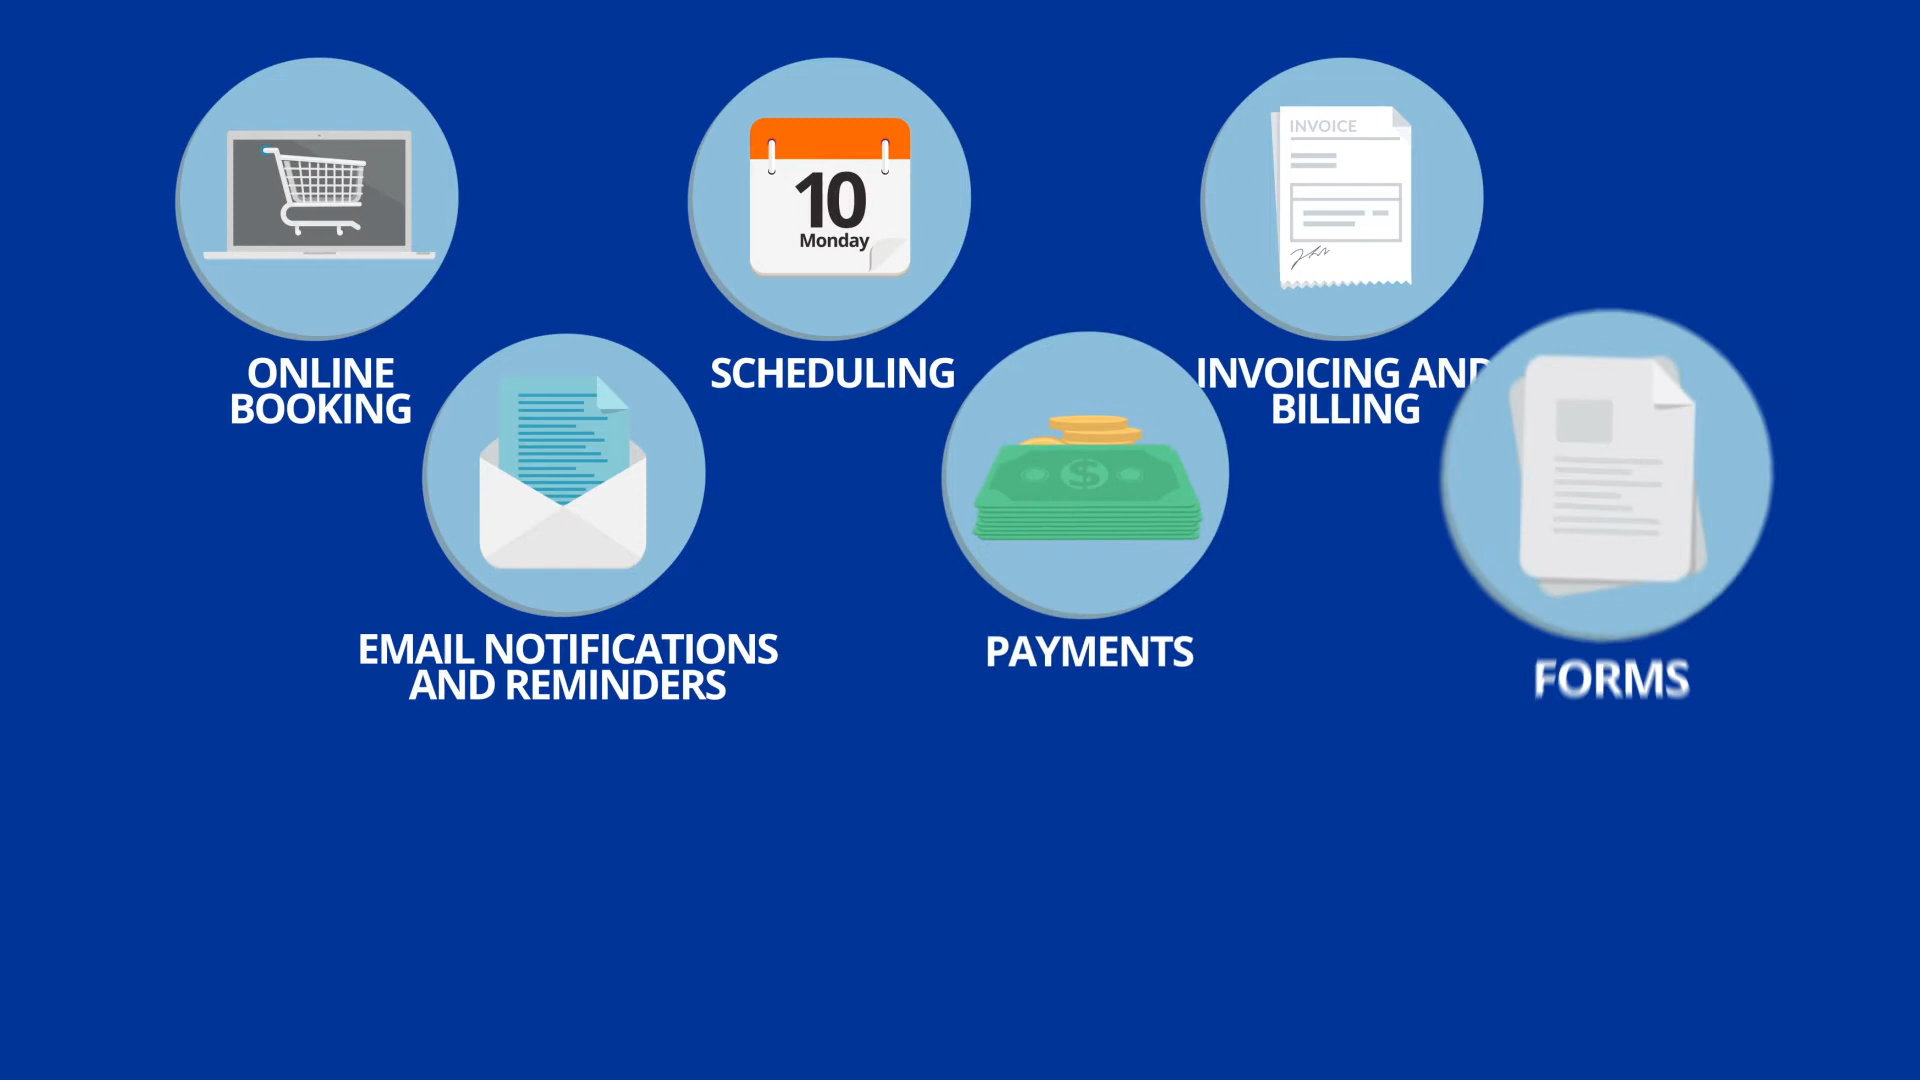 10
Monday
INVOICE
ONLINE
BOOKING
SCHEDULING
INVOICING AND
BILLING
EMAIL NOTIFICATIONS
AND REMINDERS
PAYMENTS
FORMS